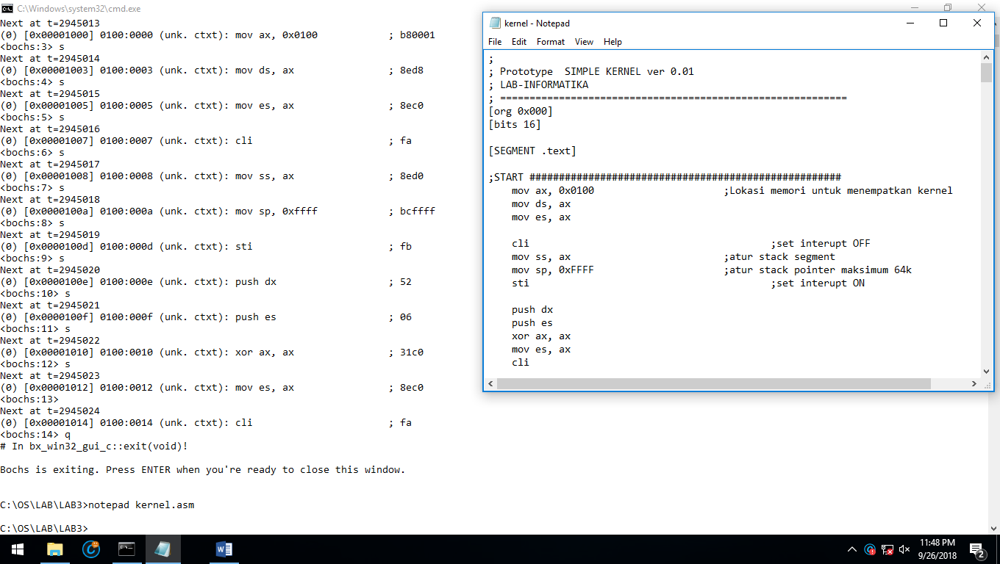 C:\Windows\system32\cmd.exe
Next at t=2945013
(0) [0x00001000] 0100:0000 (unk. ctxt): mov ax, 0x0100 ; b80001
<bochs:3> s
Next at t=2945014
(0) [0x00001003] 0100:0003 (unk. ctxt): mov ds, ax ; 8ed8
<bochs:4> s
Next at t=2945015
(0) [0x00001005] 0100:0005 (unk. ctxt): mov es, ax ; 8ec0
<bochs:5> s
Next at t=2945016
(0) [0x00001007] 0100:0007 (unk. ctxt): cli ; fa
<bochs:6> s
Next at t=2945017
(0) [0x00001008] 0100:0008 (unk. ctxt): mov ss, ax ; 8ed0
<bochs:7> s
Next at t=2945018
(0) [0x0000100a] 0100:000a (unk. ctxt): mov sp, 0xffff ; bcffff
<bochs:8> s
Next at t=2945019
(0) [0x0000100d] 0100:000d (unk. ctxt): sti ; fb
<bochs:9> s
Next at t=2945020
(0) [0x0000100e] 0100:000e (unk. ctxt): push dx ; 52
<bochs:10> s
Next at t=2945021
(0) [0x0000100f] 0100:000f (unk. ctxt): push es ; 06
<bochs:11> s
Next at t=2945022
(0) [0x00001010] 0100:0010 (unk. ctxt): xor ax, ax ; 31c0
<bochs:12> s
Next at t=2945023
(0) [0x00001012] 0100:0012 (unk. ctxt): mov es, ax ; 8ec0
<bochs:13>
Next at t=2945024
(0) [0x00001014] 0100:0014 (unk. ctxt): cli ; fa
<bochs:14> q
# In bx_win32_gui_c::exit(void)!
Bochs is exiting. Press ENTER when you're ready to close this window.
C:\OS\LAB\LAB3>notepad kernel.asm
C:\OS\LAB\LAB3>
kernel - Notepad
File Edit Format View Help
;
; Prototype  SIMPLE KERNEL ver 0.01
; LAB-INFORMATIKA
; ===========================================================
[org 0x000]
[bits 16]
[SEGMENT .text]
;START #####################################################
mov ax, 0x0100 ;Lokasi memori untuk menempatkan kernel
mov ds, ax
mov es, ax
cli ;set interupt OFF
mov ss, ax ;atur stack segment
mov sp, 0xFFFF ;atur stack pointer maksimum 64k
sti ;set interupt ON
push dx
push es
xor ax, ax
mov es, ax
cli
11:48 PM
9/26/2018
2